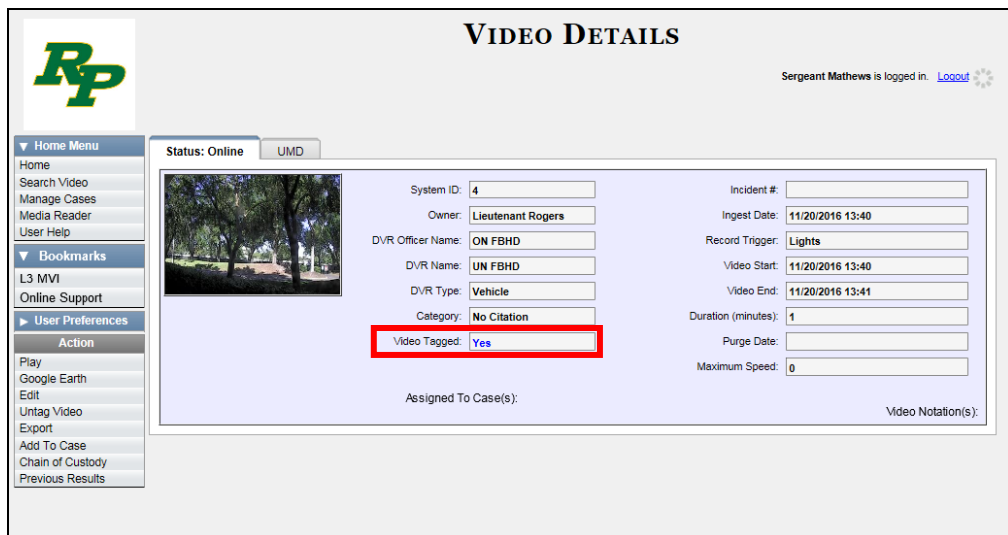 VIDEO DETAILS
RP
Sergeant Mathews is logged in. Logout
▼ Home Menu
Home
Search Video
Manage Cases
Media Reader
User Help
▼ Bookmarks
L3 MVI
Online Support
► User Preferences
Action
Play
Google Earth
Edit
Untag Video
Export
Add To Case
Chain of Custody
Previous Results
Status: Online UMD
System ID: 4
Owner: Lieutenant Rogers
DVR Officer Name: ON FBHD
DVR Name: UN FBHD
DVR Type: Vehicle
Category: No Citation
Video Tagged: Yes
Assigned To Case(s):
Incident #:
Ingest Date: 11/20/2016 13:40
Record Trigger: Lights
Video Start: 11/20/2016 13:40
Video End: 11/20/2016 13:41
Duration (minutes): 1
Purge Date:
Maximum Speed: 0
Video Notation(s):